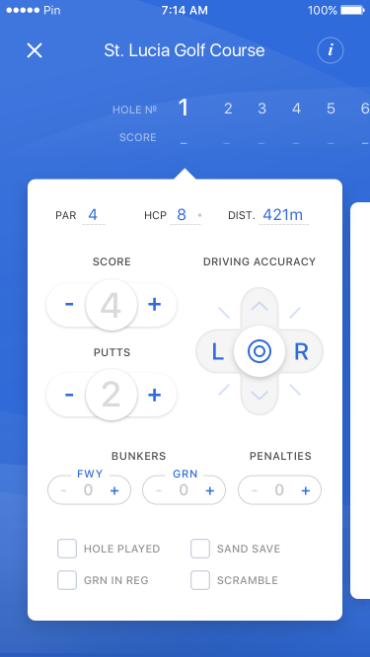 Pin 7:14 AM 100%
St. Lucia Golf Course i
HOLE Nº 1 2 3 4 5 6
SCORE – – – – – –
PAR 4 HCP 8 DIST. 421m
SCORE DRIVING ACCURACY
- 4 +
L R
PUTTS
- 2 +
BUNKERS PENALTIES
FWY GRN
- 0 + - 0 + - 0 +
HOLE PLAYED SAND SAVE
GRN IN REG SCRAMBLE